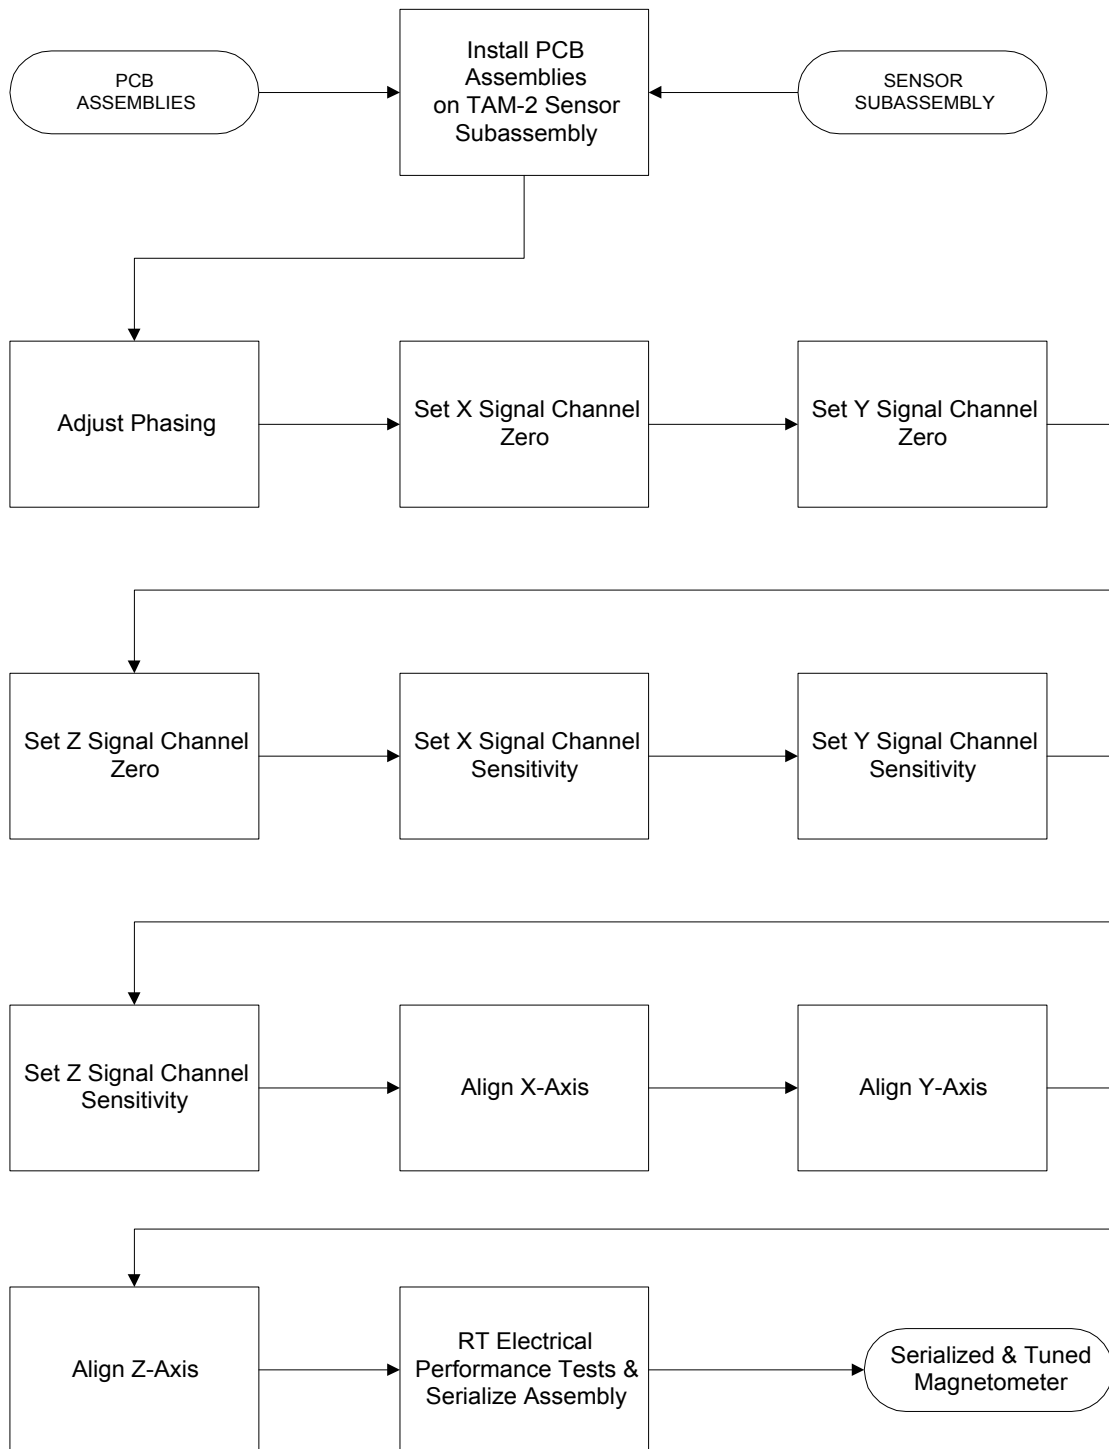 PCB
ASSEMBLIES
Install PCB
Assemblies
on TAM-2 Sensor
Subassembly
SENSOR
SUBASSEMBLY
Adjust Phasing
Set X Signal Channel
Zero
Set Y Signal Channel
Zero
Set Z Signal Channel
Zero
Set X Signal Channel
Sensitivity
Set Y Signal Channel
Sensitivity
Set Z Signal Channel
Sensitivity
Align X-Axis
Align Y-Axis
Align Z-Axis
RT Electrical
Performance Tests &
Serialize Assembly
Serialized & Tuned
Magnetometer